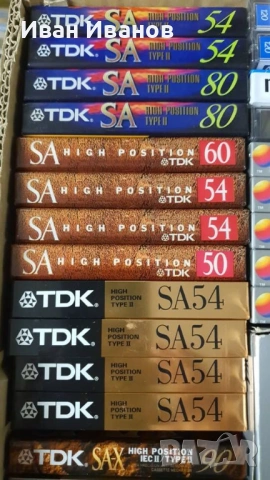 Иван Иванов
TDK SA HIGH POSITION TYPE II 54
TDK SA HIGH POSITION TYPE II 54
TDK SA HIGH POSITION TYPE II 80
TDK SA HIGH POSITION TYPE II 80
SA HIGH POSITION TDK 60
SA HIGH POSITION TDK 54
SA HIGH POSITION TDK 54
SA HIGH POSITION TDK 50
TDK HIGH POSITION TYPE II SA54
TDK HIGH POSITION TYPE II SA54
TDK HIGH POSITION TYPE II SA54
TDK HIGH POSITION TYPE II SA54
TDK SA-X HIGH POSITION IEC II / TYPE II 90